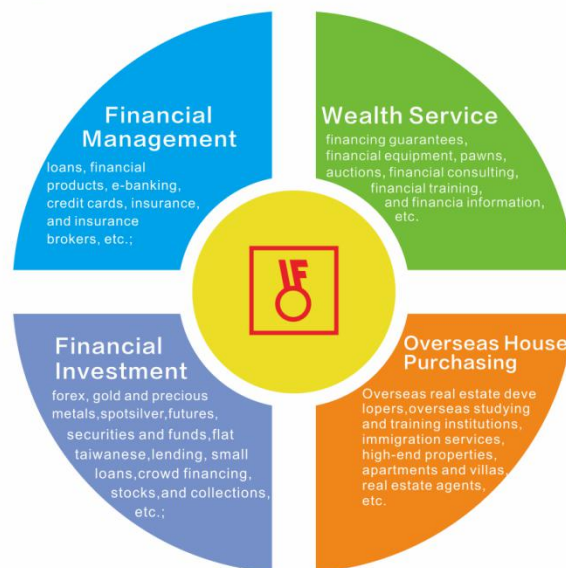 Financial
Management
loans, financial
products, e-banking,
credit cards, insurance,
and insurance
brokers, etc.;
Wealth Service
financing guarantees,
financial equipment, pawns,
auctions, financial consulting,
financial training,
and financia information,
etc.
IF
Financial
Investment
forex, gold and precious
metals,spotsilver,futures,
securities and funds,flat
taiwanese,lending, small
loans,crowd financing,
stocks,and collections,
etc.;
Overseas House
Purchasing
Overseas real estate deve
lopers,overseas studying
and training institutions,
immigration services,
high-end properties,
apartments and villas,
real estate agents,
etc.